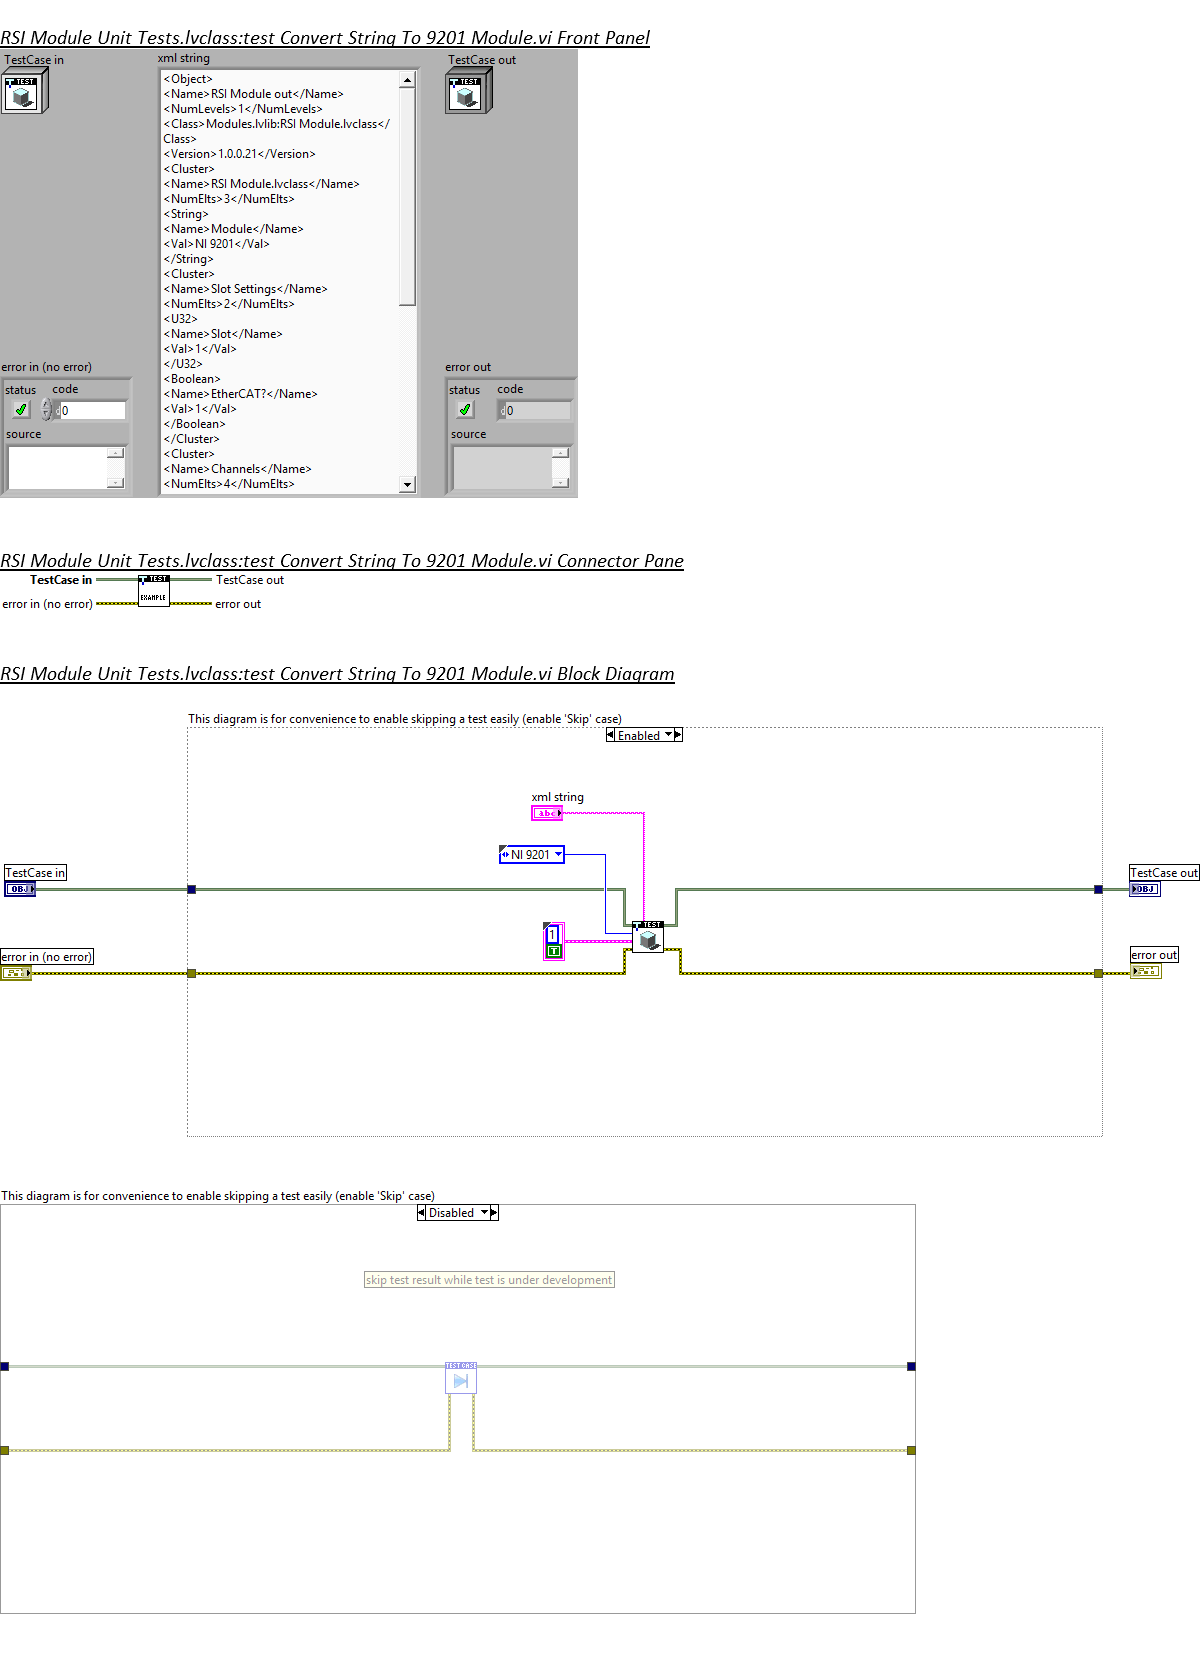 RSI Module Unit Tests.lvclass:test Convert String To 9201 Module.vi Front Panel
TestCase in
xml string
TestCase out
TEST
TEST
<Object>
<Name>RSI Module out</Name>
<NumLevels>1</NumLevels>
<Class>Modules.lvlib:RSI Module.lvclass</
Class>
<Version>1.0.0.21</Version>
<Cluster>
<Name>RSI Module.lvclass</Name>
<NumElts>3</NumElts>
<String>
<Name>Module</Name>
<Val>NI 9201</Val>
</String>
<Cluster>
<Name>Slot Settings</Name>
<NumElts>2</NumElts>
<U32>
<Name>Slot</Name>
<Val>1</Val>
</U32>
<Boolean>
<Name>EtherCAT?</Name>
<Val>1</Val>
</Boolean>
</Cluster>
<Cluster>
<Name>Channels</Name>
<NumElts>4</NumElts>
error in (no error)
status code
d0
source
error out
status code
d0
source
RSI Module Unit Tests.lvclass:test Convert String To 9201 Module.vi Connector Pane
TestCase in
TEST
TestCase out
error in (no error)
EXAMPLE
error out
RSI Module Unit Tests.lvclass:test Convert String To 9201 Module.vi Block Diagram
This diagram is for convenience to enable skipping a test easily (enable 'Skip' case)
Enabled
xml string
abc
NI 9201
TestCase in
OBJ
TestCase out
OBJ
1
T
TEST
error in (no error)
error out
This diagram is for convenience to enable skipping a test easily (enable 'Skip' case)
Disabled
skip test result while test is under development
TEST CASE